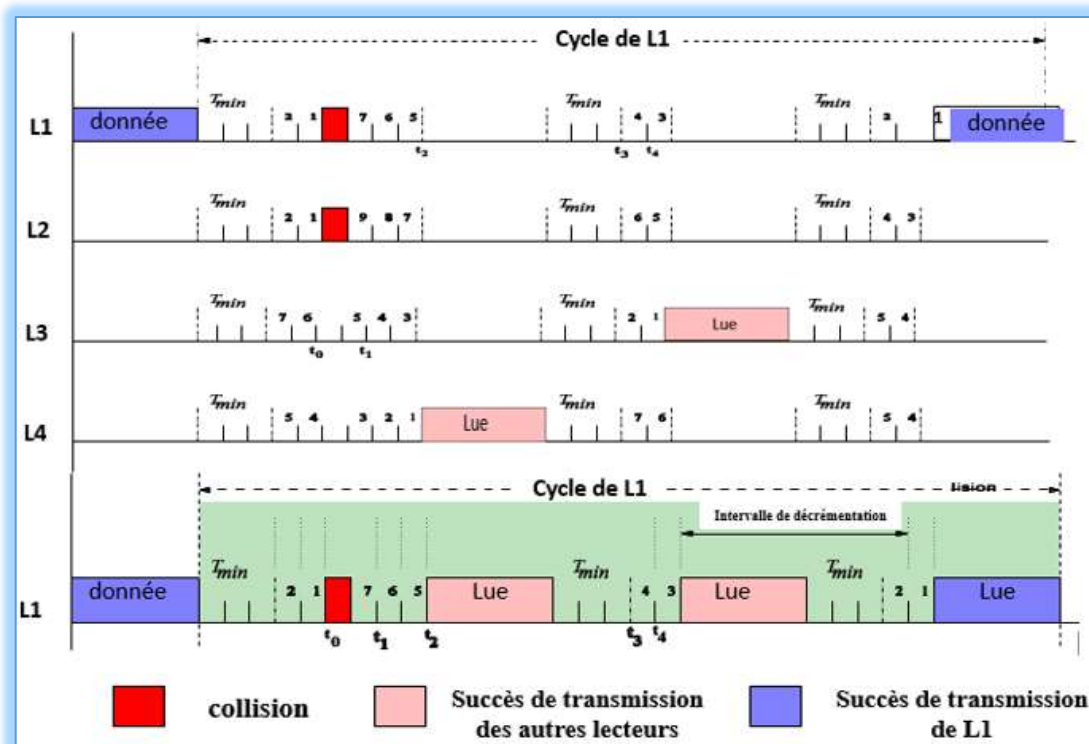 Cycle de L1
Tmin 2 1 7 6 5 Tmin 4 3 Tmin 2 1
L1 donnée donnée
t2 t3 t4
Tmin 2 1 9 8 7 Tmin 6 5 Tmin 4 3
L2
Tmin 7 6 5 4 3 Tmin 2 1 Lue Tmin 5 4
L3
t0 t1
Tmin 5 4 3 2 1 Lue Tmin 7 6 Tmin 5 4
L4
Cycle de L1 lision
Intervalle de décrémentation
Tmin Tmin Tmin
L1 donnée 2 1 7 6 5 Lue 4 3 Lue 2 1 Lue
t0 t1 t2 t3 t4
collision
Succès de transmission
des autres lecteurs
Succès de transmission
de L1